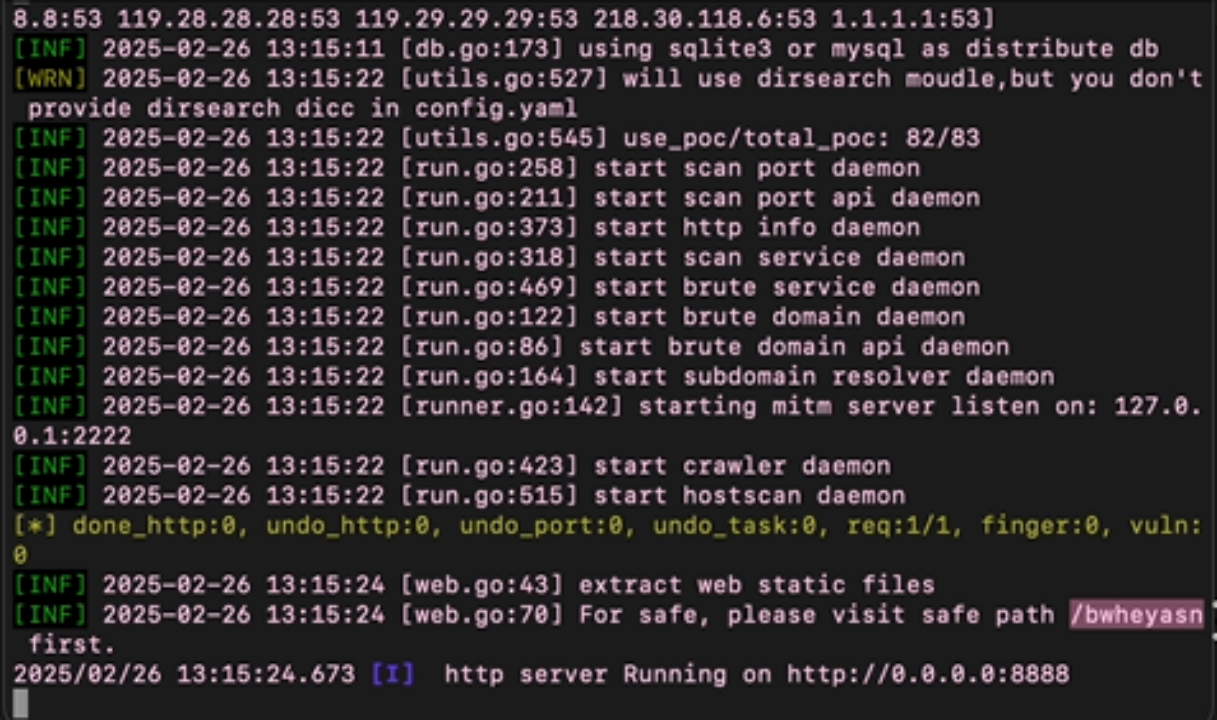 8.8:53 119.28.28.28:53 119.29.29.29:53 218.30.118.6:53 1.1.1.1:53]
[INF] 2025-02-26 13:15:11 [db.go:173] using sqlite3 or mysql as distribute db
[WRN] 2025-02-26 13:15:22 [utils.go:527] will use dirsearch moudle,but you don't
provide dirsearch dicc in config.yaml
[INF] 2025-02-26 13:15:22 [utils.go:545] use_poc/total_poc: 82/83
[INF] 2025-02-26 13:15:22 [run.go:258] start scan port daemon
[INF] 2025-02-26 13:15:22 [run.go:211] start scan port api daemon
[INF] 2025-02-26 13:15:22 [run.go:373] start http info daemon
[INF] 2025-02-26 13:15:22 [run.go:318] start scan service daemon
[INF] 2025-02-26 13:15:22 [run.go:469] start brute service daemon
[INF] 2025-02-26 13:15:22 [run.go:122] start brute domain daemon
[INF] 2025-02-26 13:15:22 [run.go:86] start brute domain api daemon
[INF] 2025-02-26 13:15:22 [run.go:164] start subdomain resolver daemon
[INF] 2025-02-26 13:15:22 [runner.go:142] starting mitm server listen on: 127.0.
0.1:2222
[INF] 2025-02-26 13:15:22 [run.go:423] start crawler daemon
[INF] 2025-02-26 13:15:22 [run.go:515] start hostscan daemon
[*] done_http:0, undo_http:0, undo_port:0, undo_task:0, req:1/1, finger:0, vuln:
0
[INF] 2025-02-26 13:15:24 [web.go:43] extract web static files
[INF] 2025-02-26 13:15:24 [web.go:70] For safe, please visit safe path /bwheyasn
first.
2025/02/26 13:15:24.673 [I]  http server Running on http://0.0.0.0:8888